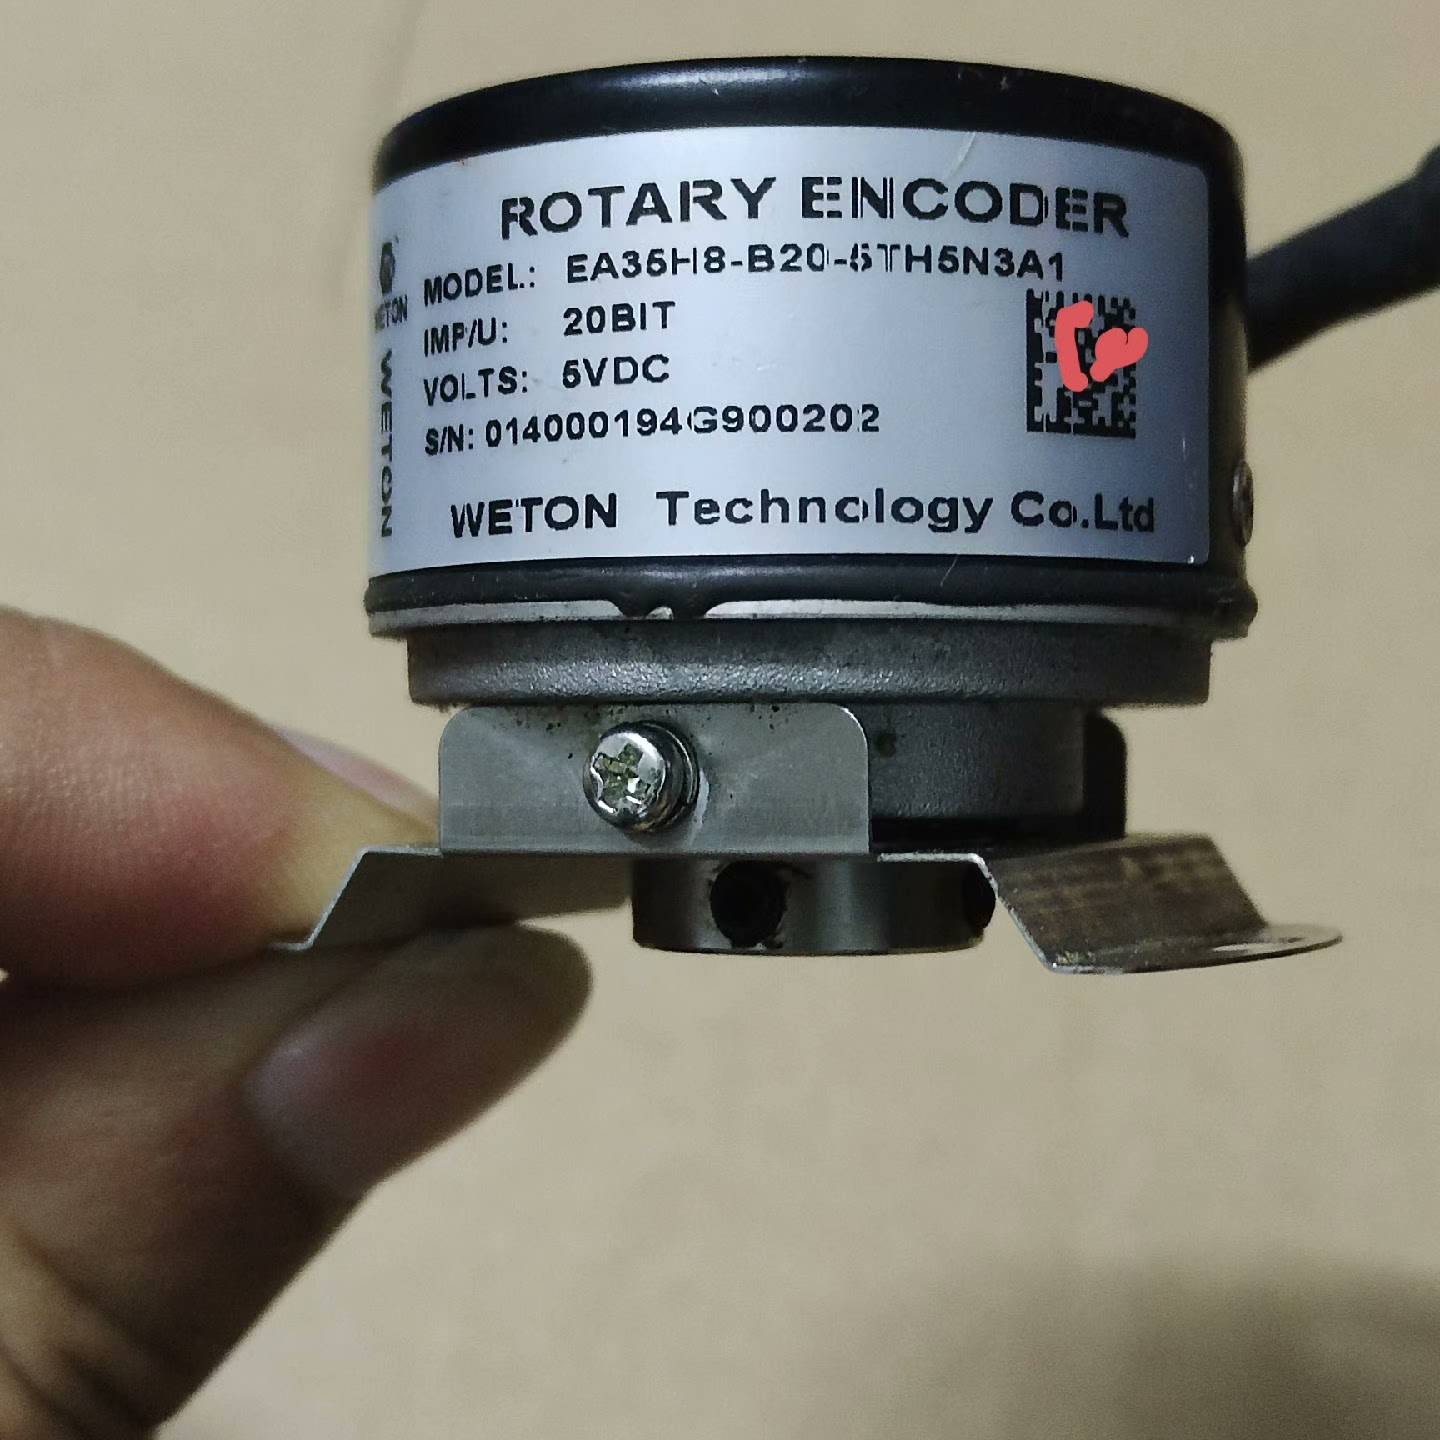 ROTARY ENCODER
MODEL: EA35H8-B20-5TH5N3A1
IMP/U: 20BIT
VOLTS: 5VDC
S/N: 014000194G900202
WETON Technology Co.Ltd
WETON
WETON